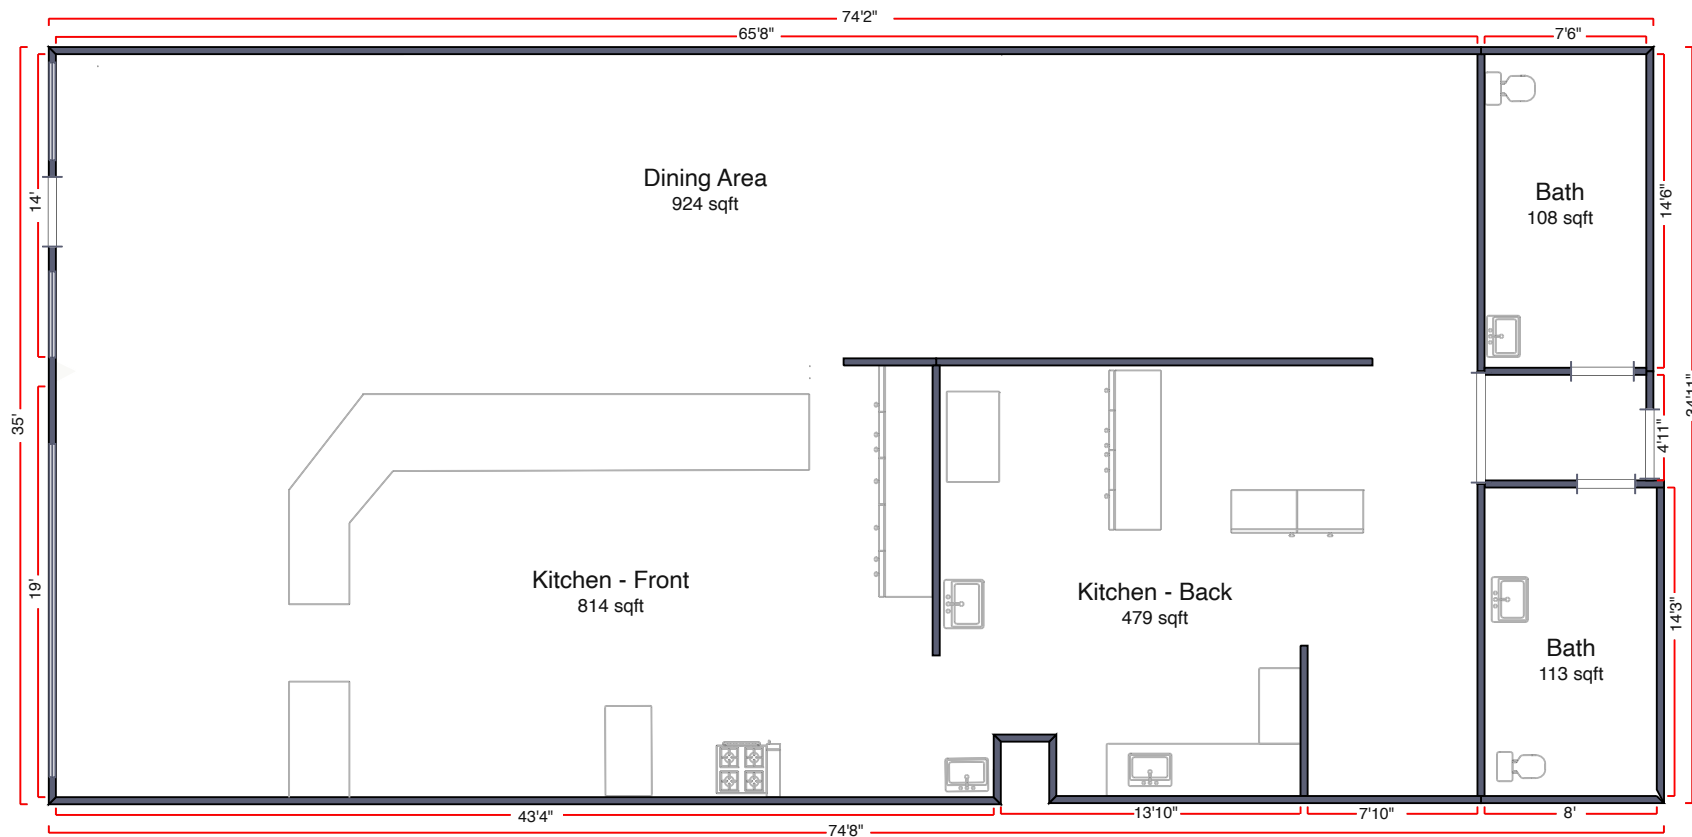 74'2"
65'8"
7'6"
Dining Area
924 sqft
14'
Bath
108 sqft
14'6"
35'
34'11"
4'11"
19'
Kitchen - Front
814 sqft
Kitchen - Back
479 sqft
14'3"
Bath
113 sqft
43'4"
13'10"
7'10"
8'
74'8"